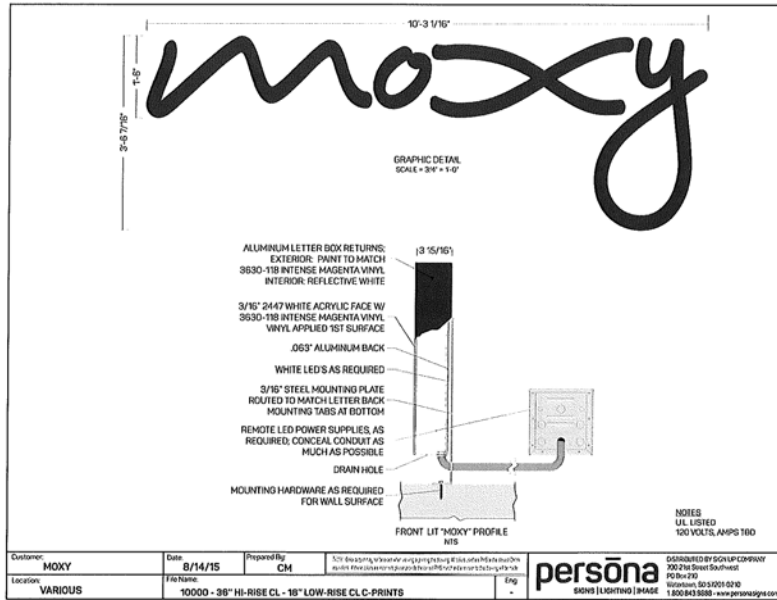 10'-3 1/16"
1'-6"
3'-6 7/16"
moxy
GRAPHIC DETAIL
SCALE = 3/4" = 1'-0"
3 15/16"
ALUMINUM LETTER BOX RETURNS;
EXTERIOR: PAINT TO MATCH
3630-118 INTENSE MAGENTA VINYL
INTERIOR: REFLECTIVE WHITE
3/16" 2447 WHITE ACRYLIC FACE W/
3630-118 INTENSE MAGENTA VINYL
VINYL APPLIED 1ST SURFACE
.063" ALUMINUM BACK
WHITE LED'S AS REQUIRED
3/16" STEEL MOUNTING PLATE
ROUTED TO MATCH LETTER BACK
MOUNTING TABS AT BOTTOM
REMOTE LED POWER SUPPLIES, AS
REQUIRED; CONCEAL CONDUIT AS
MUCH AS POSSIBLE
DRAIN HOLE
MOUNTING HARDWARE AS REQUIRED
FOR WALL SURFACE
FRONT LIT "MOXY" PROFILE
NTS
NOTES
U.L. LISTED
120 VOLTS, AMPS TBD
Customer: MOXY
Date: 8/14/15
Prepared By: CM
Location: VARIOUS
File Name: 10000 - 36" HI-RISE CL - 18" LOW-RISE CL C-PRINTS
Eng: -
persōna
SIGNS | LIGHTING | IMAGE
DISTRIBUTED BY SIGN UP COMPANY
700 21st Street Southwest
PO Box 210
Watertown, SD 57201-0210
1.800.843.9888 - www.personasigns.com